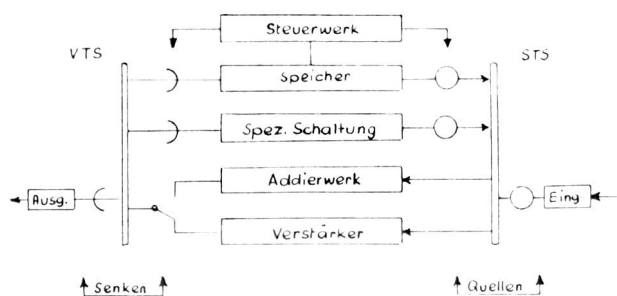 Steuerwerk
VTS
STS
Speicher
Spez. Schaltung
Addierwerk
Ausg.
Eing
Verstärker
Senken
Quellen